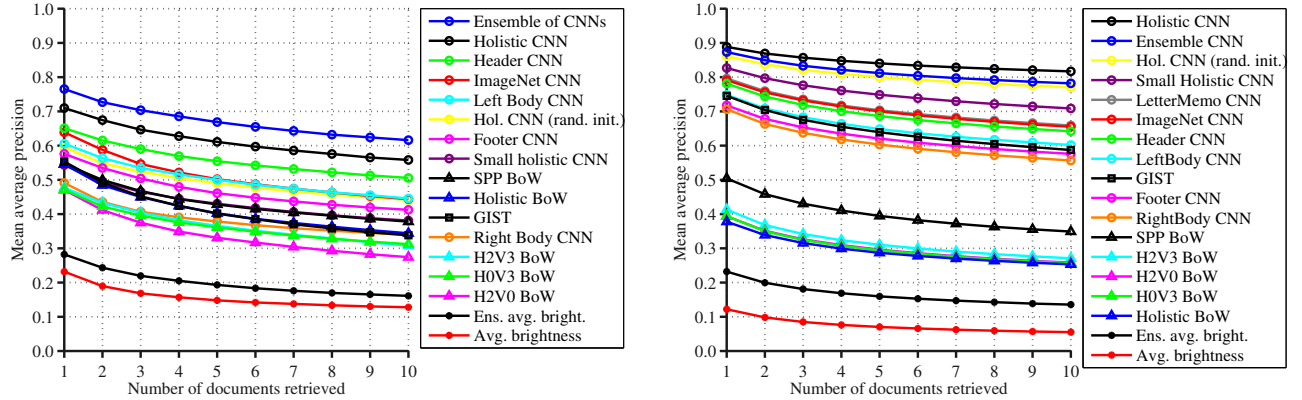 1.0
0.9
0.8
0.7
0.6
0.5
0.4
0.3
0.2
0.1
0.0
Mean average precision
1 2 3 4 5 6 7 8 9 10
Number of documents retrieved
Ensemble of CNNs
Holistic CNN
Header CNN
ImageNet CNN
Left Body CNN
Hol. CNN (rand. init.)
Footer CNN
Small holistic CNN
SPP BoW
Holistic BoW
GIST
Right Body CNN
H2V3 BoW
H0V3 BoW
H2V0 BoW
Ens. avg. bright.
Avg. brightness
1.0
0.9
0.8
0.7
0.6
0.5
0.4
0.3
0.2
0.1
0.0
Mean average precision
1 2 3 4 5 6 7 8 9 10
Number of documents retrieved
Holistic CNN
Ensemble CNN
Hol. CNN (rand. init.)
Small Holistic CNN
LetterMemo CNN
ImageNet CNN
Header CNN
LeftBody CNN
GIST
Footer CNN
RightBody CNN
SPP BoW
H2V3 BoW
H2V0 BoW
H0V3 BoW
Holistic BoW
Ens. avg. bright.
Avg. brightness